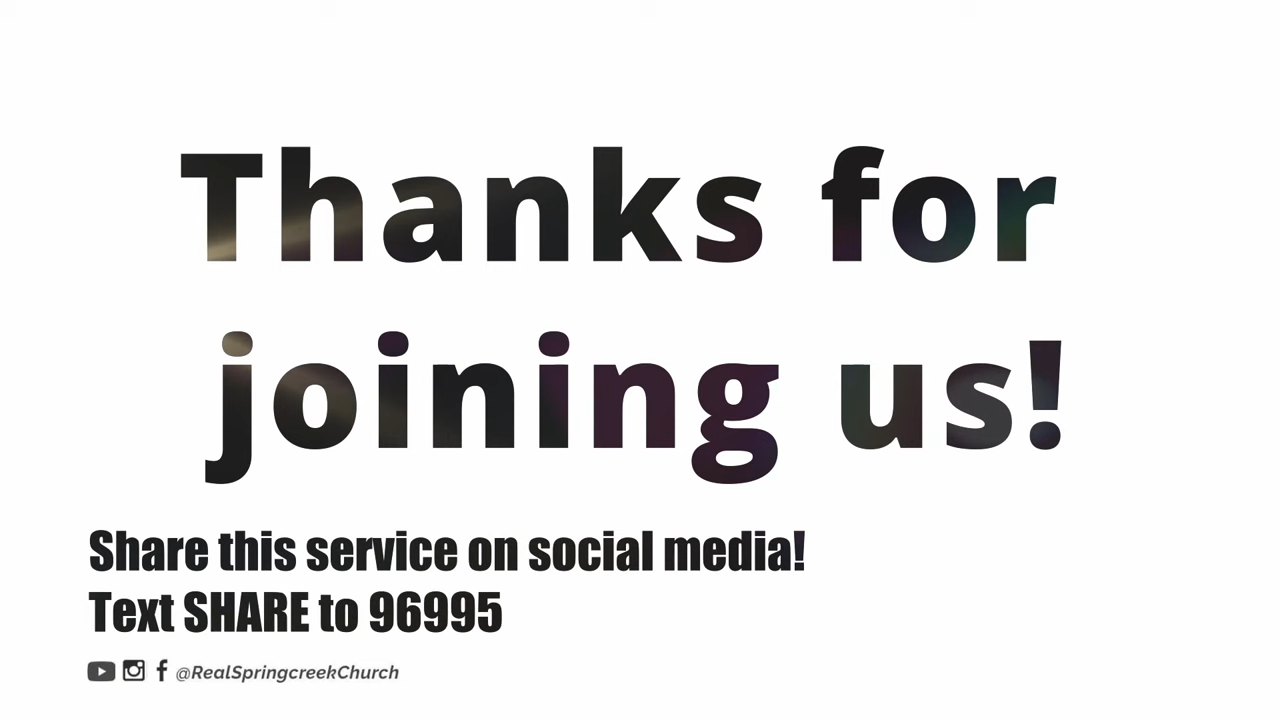 Thanks for
joining us!
Share this service on social media!
Text SHARE to 96995
@RealSpringcreekChurch